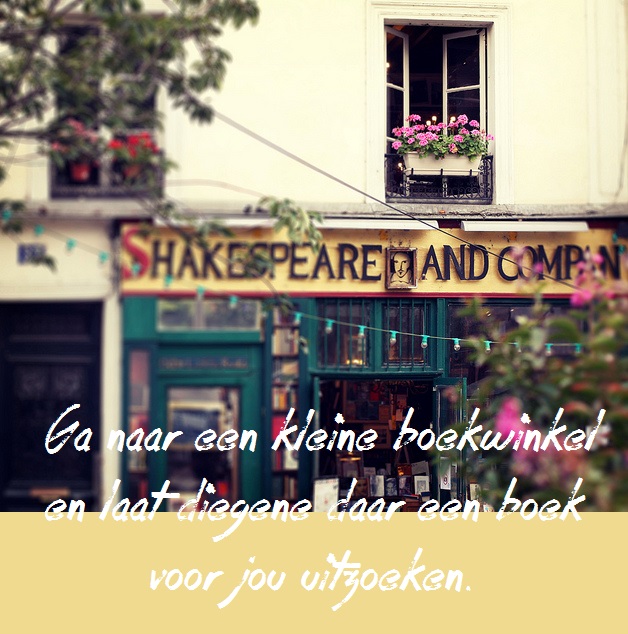 SHAKESPEARE AND COMPAN
Ga naar een kleine boekwinkel
en laat diegene daar een boek
voor jou uitzoeken.